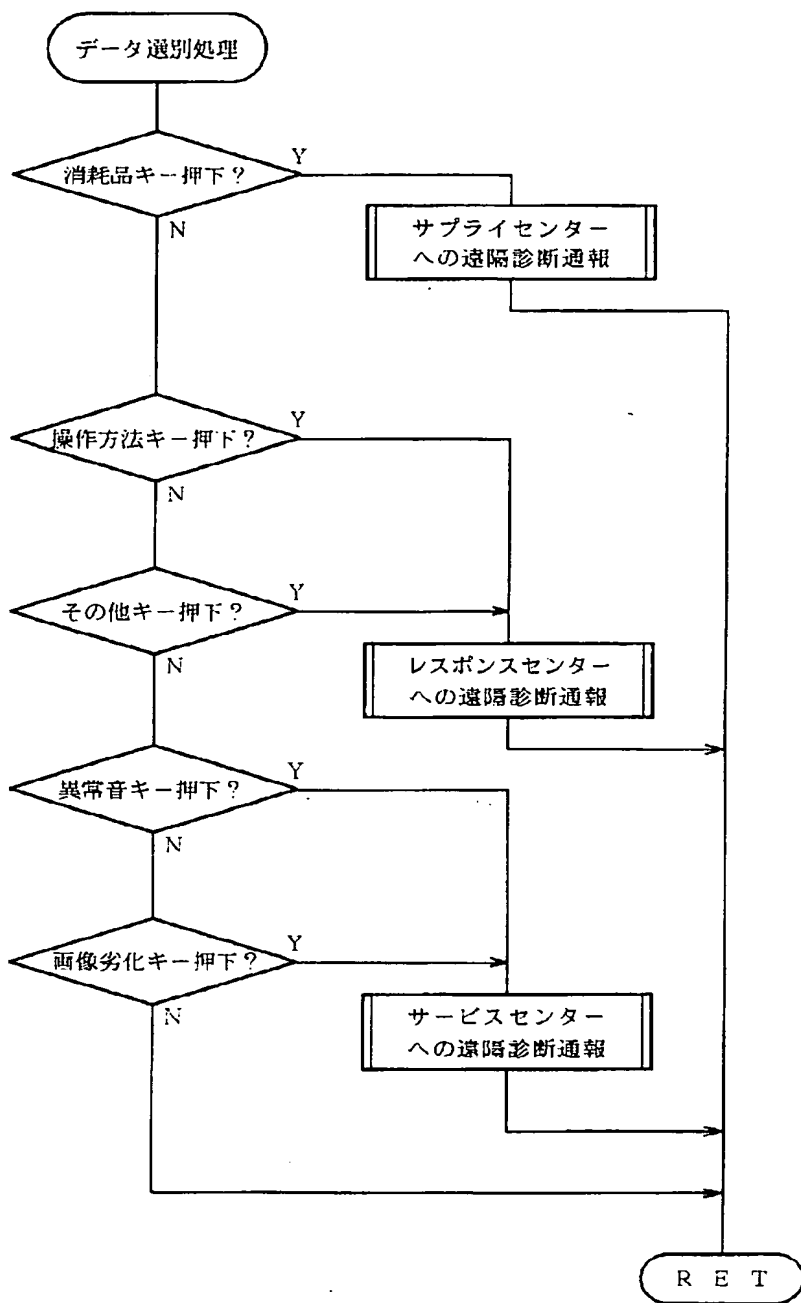 データ選別処理
消耗品キー押下?
Y
N
サプライセンター
への遠隔診断通報
操作方法キー押下?
Y
N
その他キー押下?
Y
N
レスポンスセンター
への遠隔診断通報
異常音キー押下?
Y
N
画像劣化キー押下?
Y
N
サービスセンター
への遠隔診断通報
RET